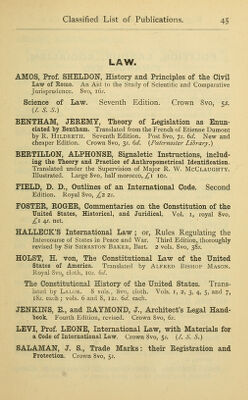 Classified List of Publications. 45
LAW.
AMOS, Prof. SHELDON, History and Principles of the Civil
Law of Rome. An Aid to the Study of Scientific and Comparative
Jurisprudence. 8vo, 16s.
Science of Law. Seventh Edition. Crown 8vo, 5s.
(I. S. S.)
BENTHAM, JEREMY, Theory of Legislation as Enun-
ciated by Bentham. Translated from the French of Etienne Dumont
by R. HILDRETH. Seventh Edition. Post 8vo, 7s. 6d. New and
cheaper Edition. Crown 8vo, 3s. 6d. (Paternoster Library.)
BERTILLON, ALPHONSE, Signaletic Instructions, includ-
ing the Theory and Practice of Anthropometrical Identification.
Translated under the Supervision of Major R. W. MCCLAUGHTY.
Illustrated. Large 8vo, half morocco, £1 10s.
FIELD, D. D., Outlines of an International Code. Second
Edition. Royal 8vo, £2 2s.
FOSTER, ROGER, Commentaries on the Constitution of the
United States, Historical, and Juridical. Vol. 1, royal 8vo,
£1 4s. net.
HALLECK'S International Law; or, Rules Regulating the
Intercourse of States in Peace and War. Third Edition, thoroughly
revised by Sir SHERSTON BAKER, Bart. 2 vols. 8vo, 38s.
HOLST, H. von, The Constitutional Law of the United
States of America. Translated by ALFRED BISHOP MASON.
Royal 8vo, cloth, 10s. 6d.
The Constitutional History of the United States. Trans-
lated by LALOR. 8 vols., 8vo, cloth. Vols. 1, 2, 3, 4, 5, and 7,
18s. each; vols. 6 and 8, 12s. 6d. each.
JENKINS, E., and RAYMOND, J., Architect's Legal Hand-
book. Fourth Edition, revised. Crown 8vo, 6s.
LEVI, Prof. LEONE, International Law, with Materials for
a Code of International Law. Crown 8vo, 5s. (I. S. S.)
SALAMAN, J. S., Trade Marks: their Registration and
Protection. Crown 8vo, 5s.